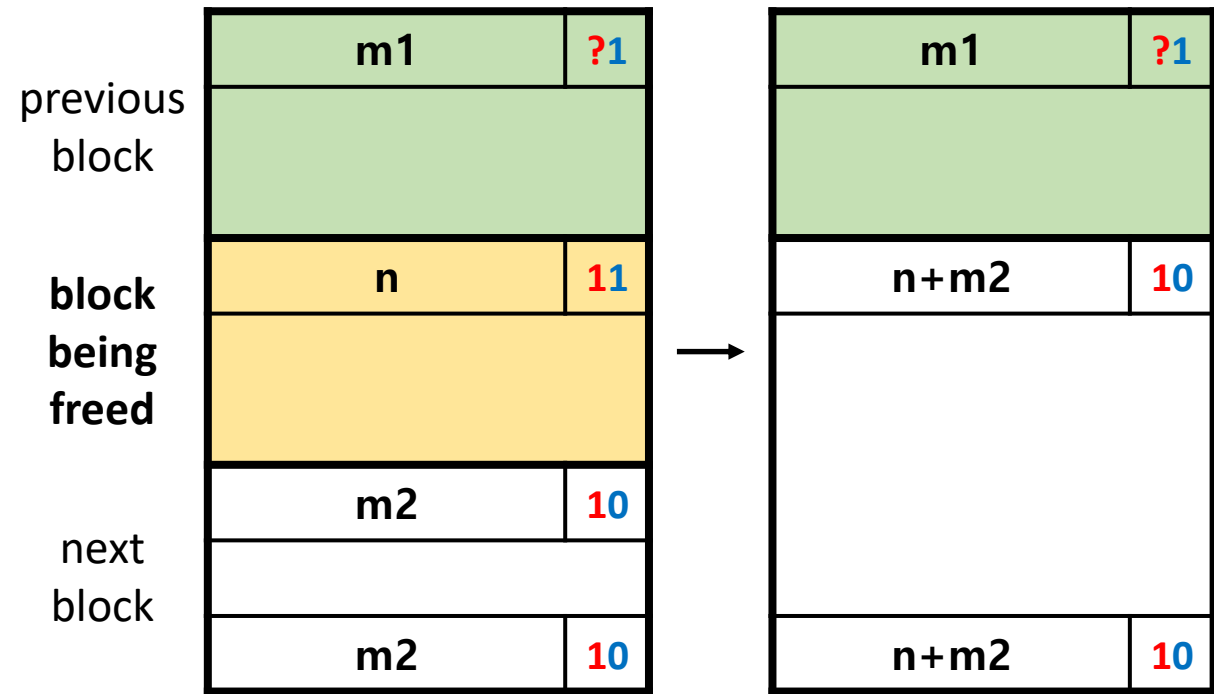 m1 ?1
previous
block
n 11
block
being
freed
m2 10
next
block
m2 10
m1 ?1
n+m2 10
n+m2 10